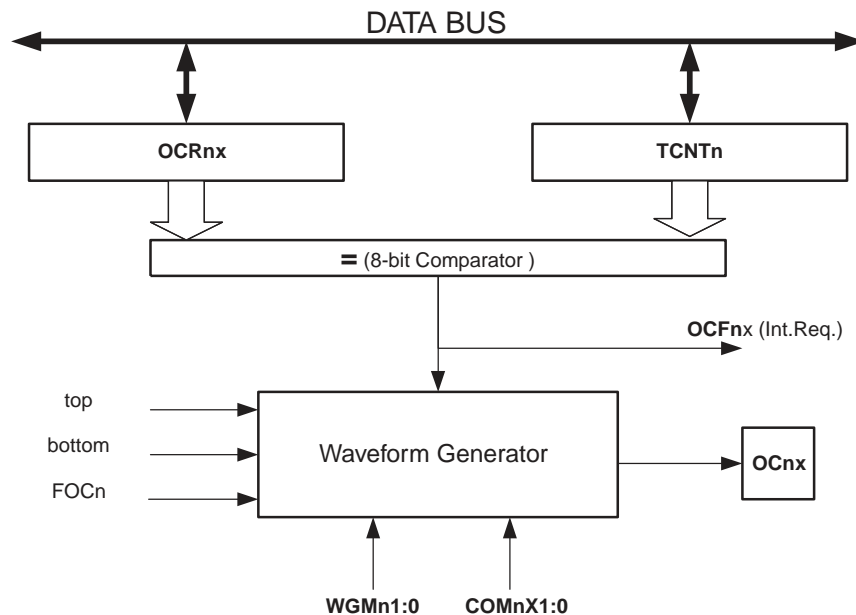 DATA BUS
OCRnx
TCNTn
= (8-bit Comparator )
OCFnx (Int.Req.)
top
bottom
FOCn
Waveform Generator
OCnx
WGMn1:0
COMnX1:0